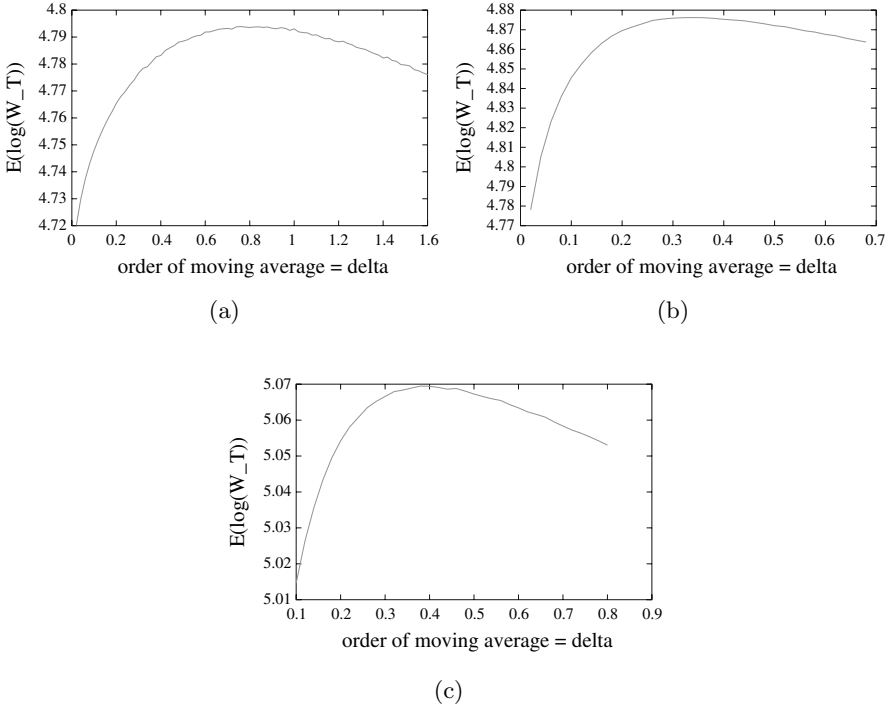 4.8
4.79
4.78
4.77
4.76
4.75
4.74
4.73
4.72
E(log(W_T))
0 0.2 0.4 0.6 0.8 1 1.2 1.4 1.6
order of moving average = delta
(a)
4.88
4.87
4.86
4.85
4.84
4.83
4.82
4.81
4.8
4.79
4.78
4.77
E(log(W_T))
0 0.1 0.2 0.3 0.4 0.5 0.6 0.7
order of moving average = delta
(b)
5.07
5.06
5.05
5.04
5.03
5.02
5.01
E(log(W_T))
0.1 0.2 0.3 0.4 0.5 0.6 0.7 0.8 0.9
order of moving average = delta
(c)